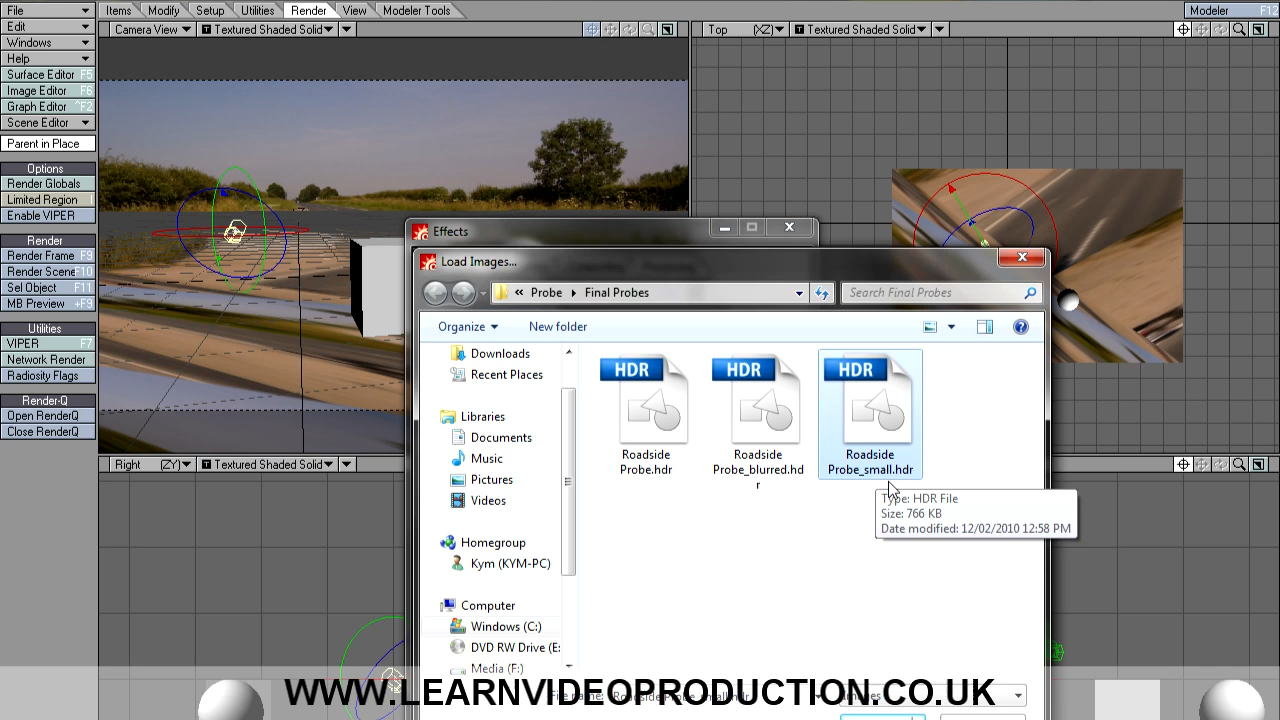 File
Edit
Windows
Help
Surface Editor F5
Image Editor F6
Graph Editor ^F2
Scene Editor
Parent in Place
Options
Render Globals
Limited Region
Enable VIPER
Render
Render Frame F9
Render Scene F10
Sel Object F11
MB Preview +F9
Utilities
VIPER F7
Network Render
Radiosity Flags
Render-Q
Open RenderQ
Close RenderQ
Items Modify Setup Utilities Render View Modeler Tools
Modeler F12
Camera View T Textured Shaded Solid
Top (XZ) T Textured Shaded Solid
Right (ZY) T Textured Shaded Solid
Effects
Load Images...
« Probe Final Probes
Search Final Probes
Organize New folder
Downloads
Recent Places
Libraries
Documents
Music
Pictures
Videos
Homegroup
Kym (KYM-PC)
Computer
Windows (C:)
DVD RW Drive (E:
Media (F:)
HDR
Roadside
Probe.hdr
HDR
Roadside
Probe_blurred.hd
r
HDR
Roadside
Probe_small.hdr
Type: HDR File
Size: 766 KB
Date modified: 12/02/2010 12:58 PM
WWW.LEARNVIDEOPRODUCTION.CO.UK